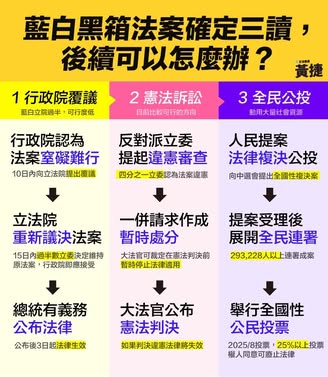 藍白黑箱法案確定三讀，
後續可以怎麼辦？
立法委員
黃捷
1 行政院覆議
藍白立院過半，可行度低
行政院認為
法案窒礙難行
10日內向立法院提出覆議
立法院
重新議決法案
15日內過半數立委決定維持
原法案，行政院即應接受
總統有義務
公布法律
公布後3日起法律生效
2 憲法訴訟
目前比較可行的方向
反對派立委
提起違憲審查
四分之一立委認為法案違憲
一併請求作成
暫時處分
大法官可裁定在憲法判決前
暫時停止法律適用
大法官公布
憲法判決
如果判決違憲法律將失效
3 全民公投
動用大量社會資源
人民提案
法律複決公投
向中選會提出全國性複決案
提案受理後
展開全民連署
293,228人以上連署成案
舉行全國性
公民投票
2025/8投票，25%以上投票
權人同意可廢止法律